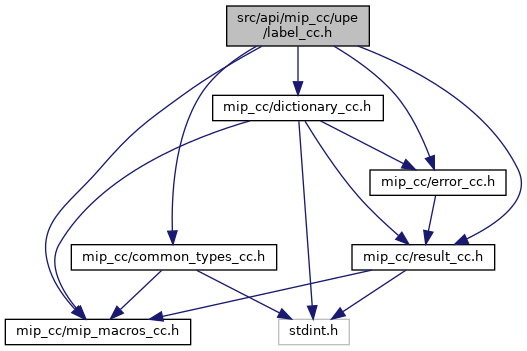 src/api/mip_cc/upe
/label_cc.h
mip_cc/dictionary_cc.h
mip_cc/error_cc.h
mip_cc/common_types_cc.h
mip_cc/result_cc.h
mip_cc/mip_macros_cc.h
stdint.h